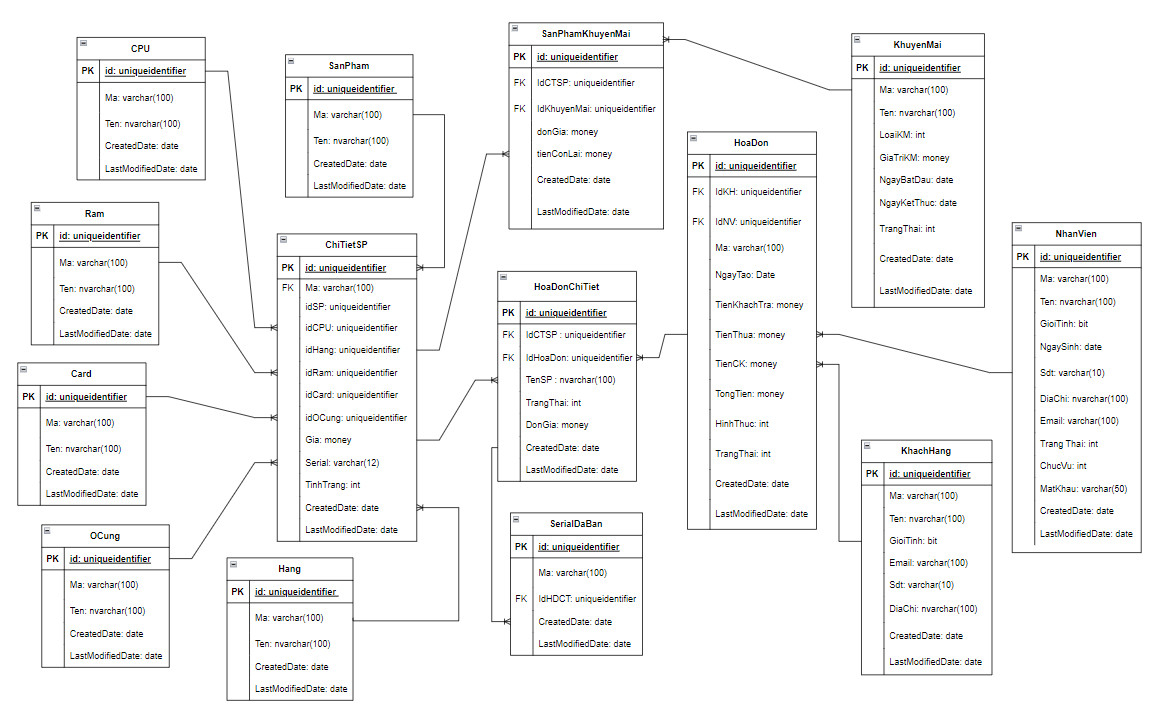 CPU
PK id: uniqueidentifier
Ma: varchar(100)
Ten: nvarchar(100)
CreatedDate: date
LastModifiedDate: date
SanPham
PK id: uniqueidentifier
Ma: varchar(100)
Ten: nvarchar(100)
CreatedDate: date
LastModifiedDate: date
SanPhamKhuyenMai
PK id: uniqueidentifier
FK IdCTSP: uniqueidentifier
FK IdKhuyenMai: uniqueidentifier
donGia: money
tienConLai: money
CreatedDate: date
LastModifiedDate: date
KhuyenMai
PK id: uniqueidentifier
Ma: varchar(100)
Ten: nvarchar(100)
LoaiKM: int
GiaTriKM: money
NgayBatDau: date
NgayKetThuc: date
TrangThai: int
CreatedDate: date
LastModifiedDate: date
Ram
PK id: uniqueidentifier
Ma: varchar(100)
Ten: nvarchar(100)
CreatedDate: date
LastModifiedDate: date
ChiTietSP
PK id: uniqueidentifier
FK Ma: varchar(100)
idSP: uniqueidentifier
idCPU: uniqueidentifier
idHang: uniqueidentifier
idRam: uniqueidentifier
idCard: uniqueidentifier
idOCung: uniqueidentifier
Gia: money
Serial: varchar(12)
TinhTrang: int
CreatedDate: date
LastModifiedDate: date
HoaDonChiTiet
PK id: uniqueidentifier
FK IdCTSP : uniqueidentifier
FK IdHoaDon: uniqueidentifier
TenSP : nvarchar(100)
TrangThai: int
DonGia: money
CreatedDate: date
LastModifiedDate: date
HoaDon
PK id: uniqueidentifier
FK IdKH: uniqueidentifier
FK IdNV: uniqueidentifier
Ma: varchar(100)
NgayTao: Date
TienKhachTra: money
TienThua: money
TienCK: money
TongTien: money
HinhThuc: int
TrangThai: int
CreatedDate: date
LastModifiedDate: date
NhanVien
PK id: uniqueidentifier
Ma: varchar(100)
Ten: nvarchar(100)
GioiTinh: bit
NgaySinh: date
Sdt: varchar(10)
DiaChi: nvarchar(100)
Email: varchar(100)
Trang Thai: int
ChucVu: int
MatKhau: varchar(50)
CreatedDate: date
LastModifiedDate: date
Card
PK id: uniqueidentifier
Ma: varchar(100)
Ten: nvarchar(100)
CreatedDate: date
LastModifiedDate: date
OCung
PK id: uniqueidentifier
Ma: varchar(100)
Ten: nvarchar(100)
CreatedDate: date
LastModifiedDate: date
Hang
PK id: uniqueidentifier
Ma: varchar(100)
Ten: nvarchar(100)
CreatedDate: date
LastModifiedDate: date
SerialDaBan
PK id: uniqueidentifier
Ma: varchar(100)
FK IdHDCT: uniqueidentifier
CreatedDate: date
LastModifiedDate: date
KhachHang
PK id: uniqueidentifier
Ma: varchar(100)
Ten: nvarchar(100)
GioiTinh: bit
Email: varchar(100)
Sdt: varchar(10)
DiaChi: nvarchar(100)
CreatedDate: date
LastModifiedDate: date